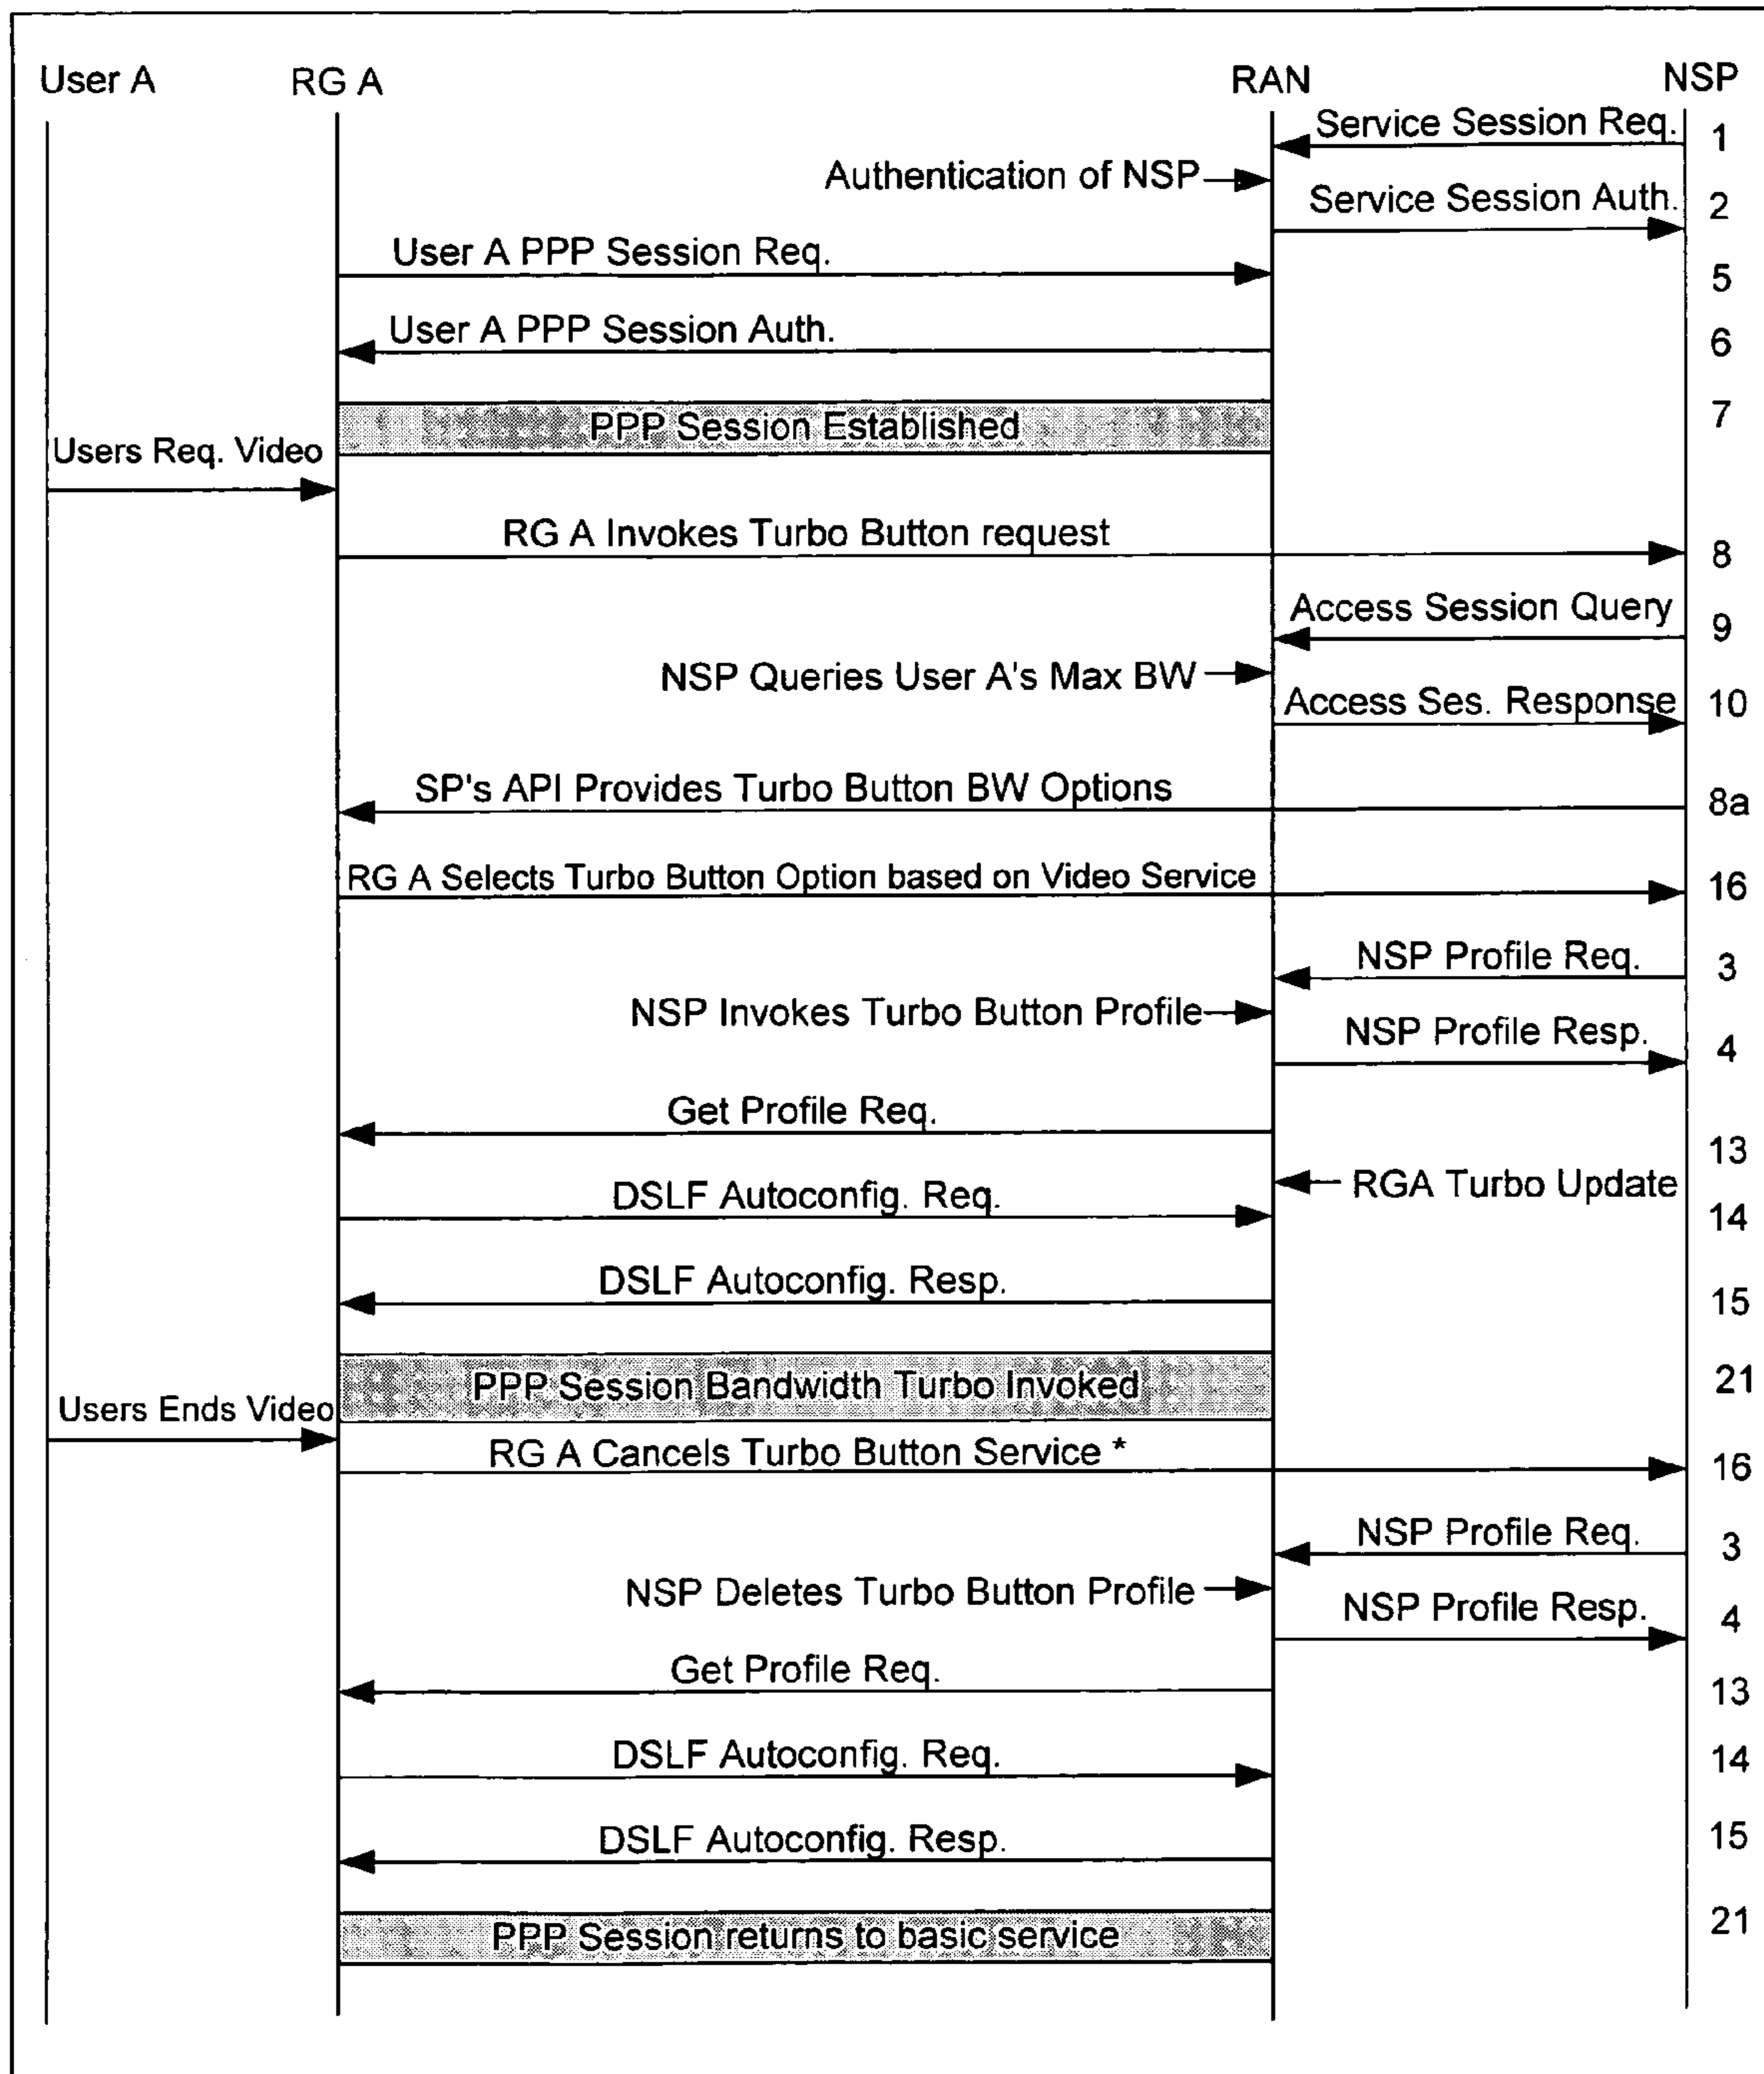 User A RG A RAN NSP
Service Session Req. 1
Authentication of NSP
Service Session Auth. 2
User A PPP Session Req. 5
User A PPP Session Auth. 6
PPP Session Established 7
Users Req. Video
RG A Invokes Turbo Button request 8
Access Session Query 9
NSP Queries User A's Max BW
Access Ses. Response 10
SP's API Provides Turbo Button BW Options 8a
RG A Selects Turbo Button Option based on Video Service 16
NSP Profile Req. 3
NSP Invokes Turbo Button Profile
NSP Profile Resp. 4
Get Profile Req. 13
RGA Turbo Update
DSLF Autoconfig. Req. 14
DSLF Autoconfig. Resp. 15
PPP Session Bandwidth Turbo Invoked 21
Users Ends Video
RG A Cancels Turbo Button Service * 16
NSP Profile Req. 3
NSP Deletes Turbo Button Profile
NSP Profile Resp. 4
Get Profile Req. 13
DSLF Autoconfig. Req. 14
DSLF Autoconfig. Resp. 15
PPP Session returns to basic service 21